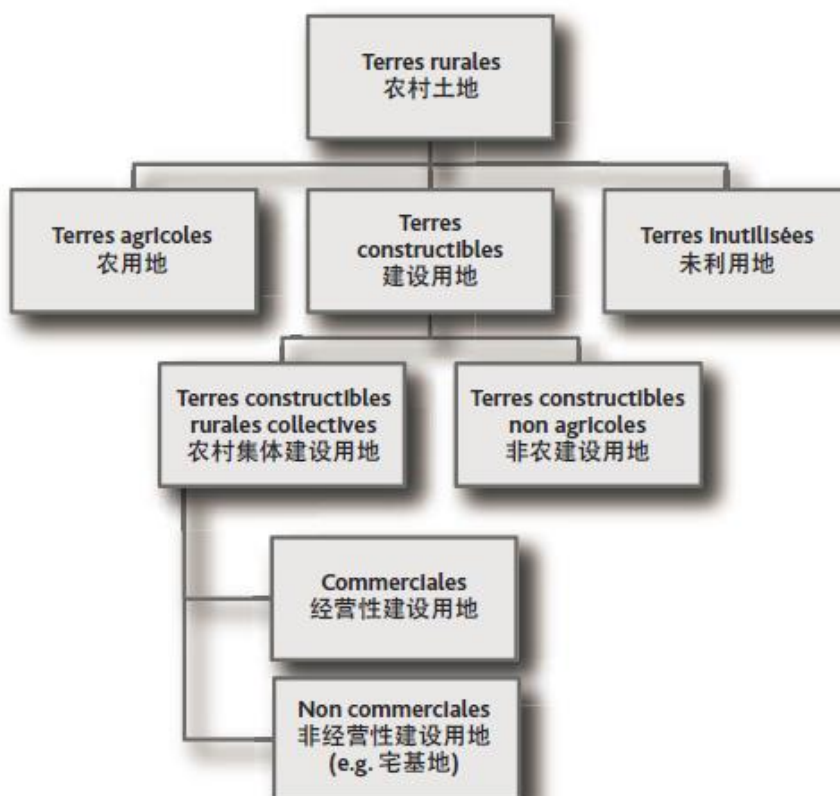 Terres rurales
农村土地
Terres agricoles
农用地
Terres
constructibles
建设用地
Terres inutilisées
未利用地
Terres constructibles
rurales collectives
农村集体建设用地
Terres constructibles
non agricoles
非农建设用地
Commerciales
经营性建设用地
Non commerciales
非经营性建设用地
(e.g. 宅基地)